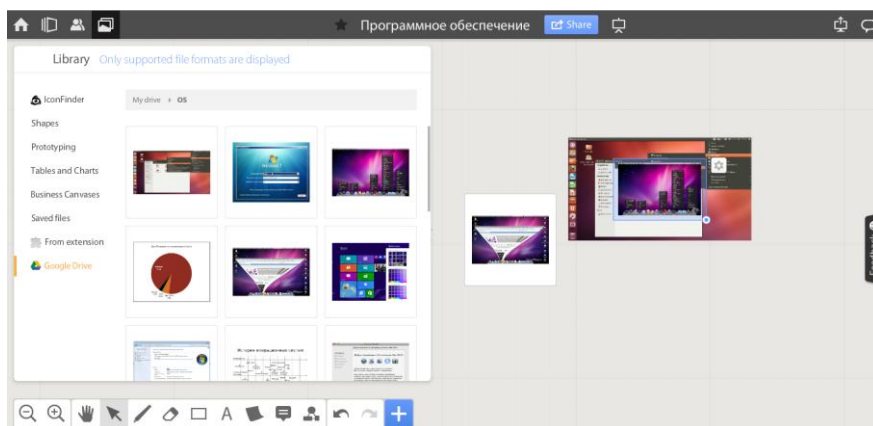 Программное обеспечение
Share
Library
Only supported file formats are displayed
IconFinder
My drive
OS
Shapes
Prototyping
Tables and Charts
Business Canvases
Saved files
From extension
Google Drive
A